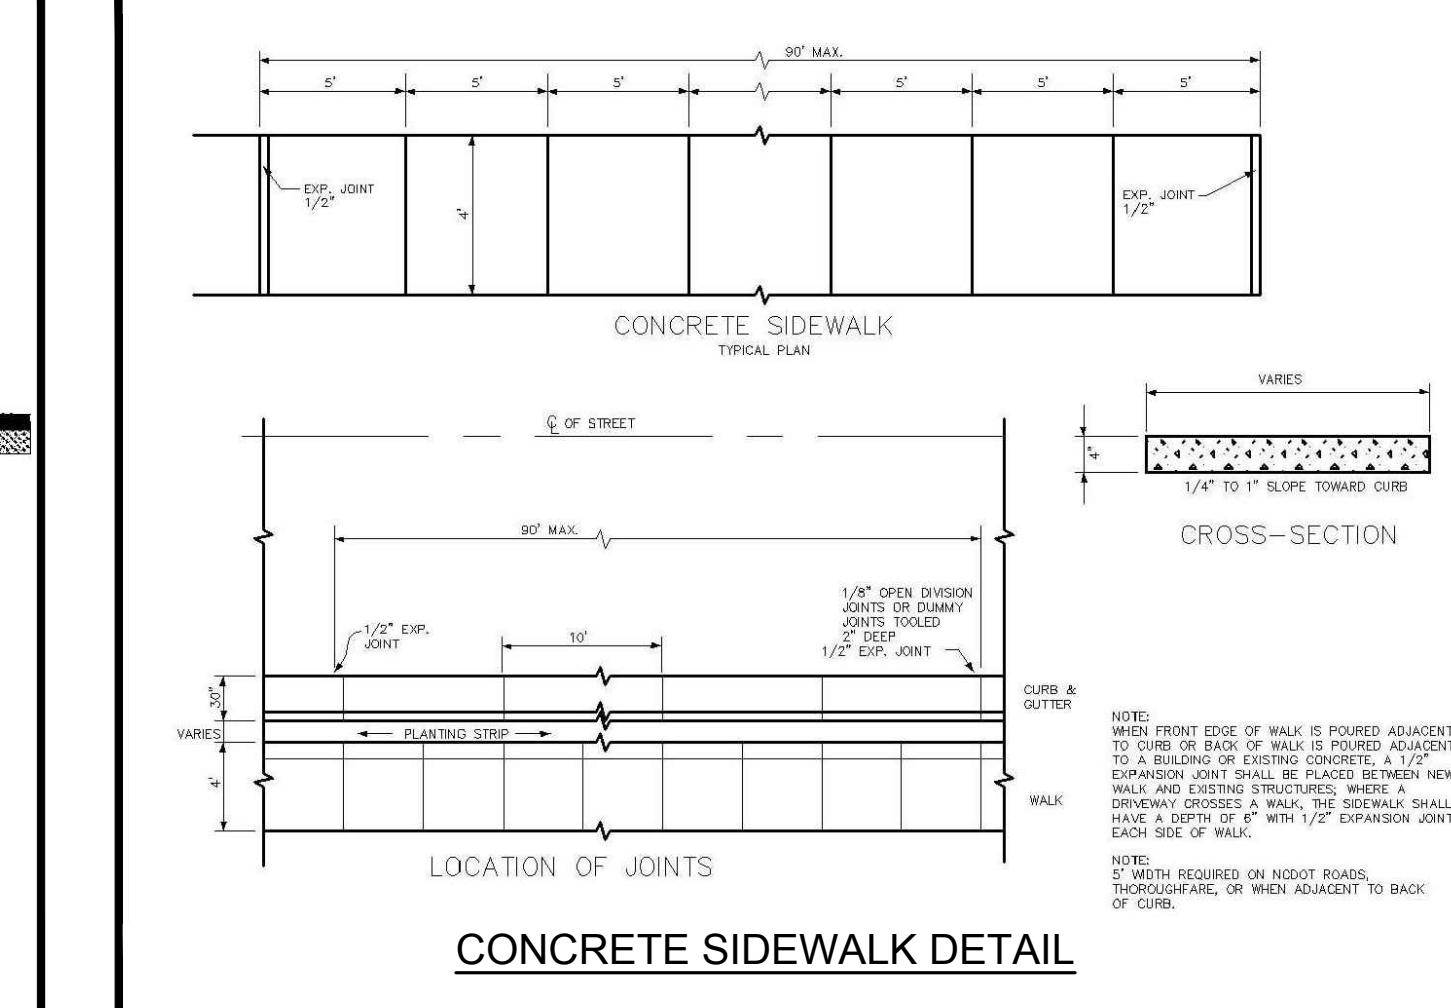 90' MAX.
5' 5' 5' 5' 5' 5'
EXP. JOINT
1/2"
4'
EXP. JOINT
1/2"
CONCRETE SIDEWALK
TYPICAL PLAN
VARIES
4"
1/4" TO 1" SLOPE TOWARD CURB
CROSS-SECTION
℄ OF STREET
90' MAX.
1/8" OPEN DIVISION
JOINTS OR DUMMY
JOINTS TOOLED
2" DEEP
1/2" EXP. JOINT
1/2" EXP.
JOINT
10'
30"
CURB &
GUTTER
VARIES
PLANTING STRIP
4'
WALK
LOCATION OF JOINTS
NOTE:
WHEN FRONT EDGE OF WALK IS POURED ADJACENT
TO CURB OR BACK OF WALK IS POURED ADJACENT
TO A BUILDING OR EXISTING CONCRETE, A 1/2"
EXPANSION JOINT SHALL BE PLACED BETWEEN NEW
WALK AND EXISTING STRUCTURES; WHERE A
DRIVEWAY CROSSES A WALK, THE SIDEWALK SHALL
HAVE A DEPTH OF 6" WITH 1/2" EXPANSION JOINT
EACH SIDE OF WALK.
NOTE:
5' WIDTH REQUIRED ON NCDOT ROADS,
THOROUGHFARE, OR WHEN ADJACENT TO BACK
OF CURB.
CONCRETE SIDEWALK DETAIL